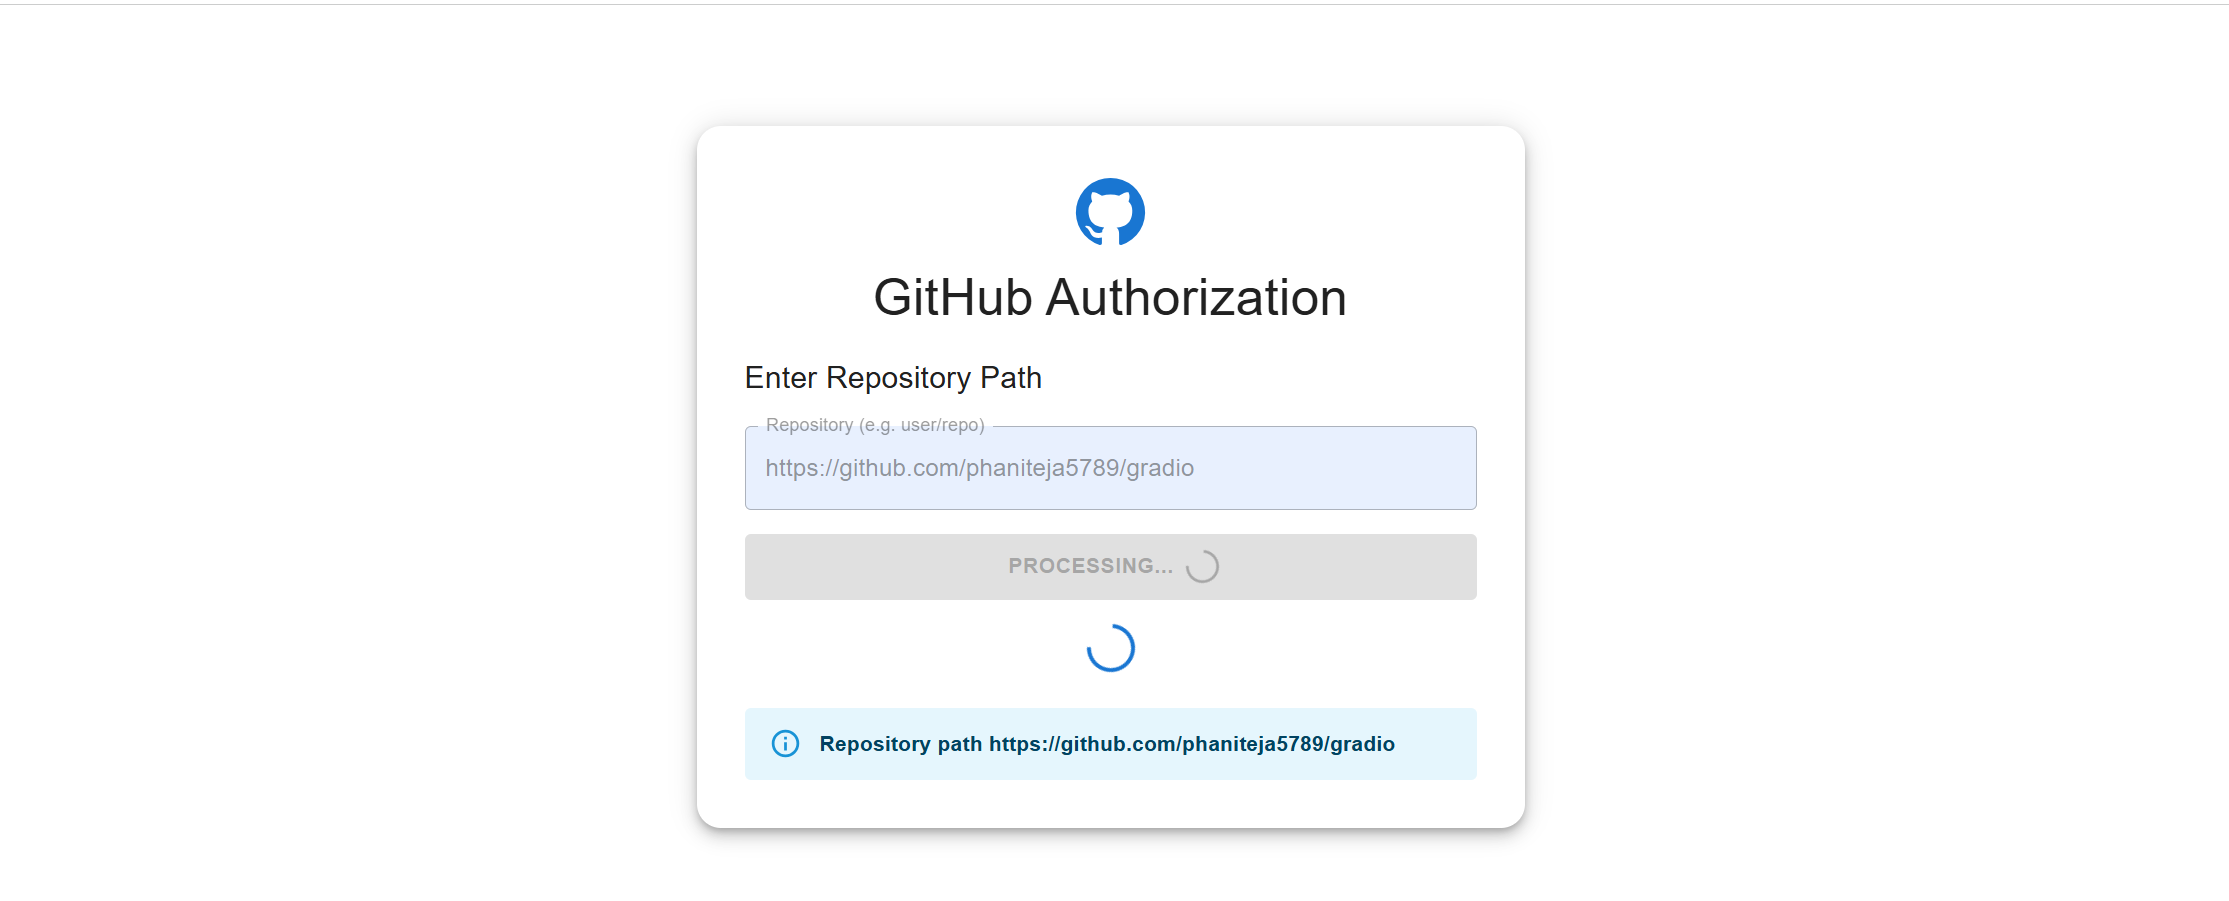 GitHub Authorization
Enter Repository Path
Repository (e.g. user/repo)
https://github.com/phaniteja5789/gradio
PROCESSING...
Repository path https://github.com/phaniteja5789/gradio